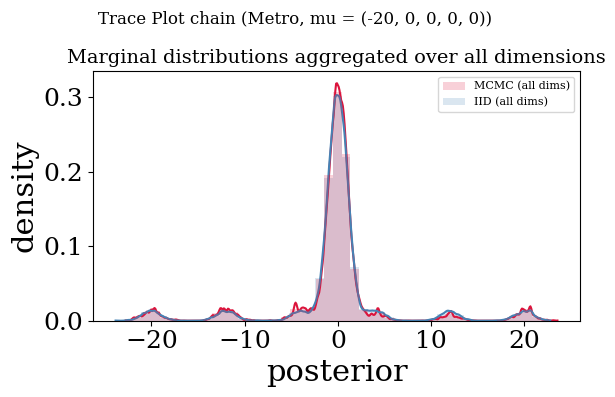 Trace Plot chain (Metro, mu = (-20, 0, 0, 0, 0))
Marginal distributions aggregated over all dimensions
MCMC (all dims)
IID (all dims)
density
0.3
0.2
0.1
0.0
−20 −10 0 10 20
posterior